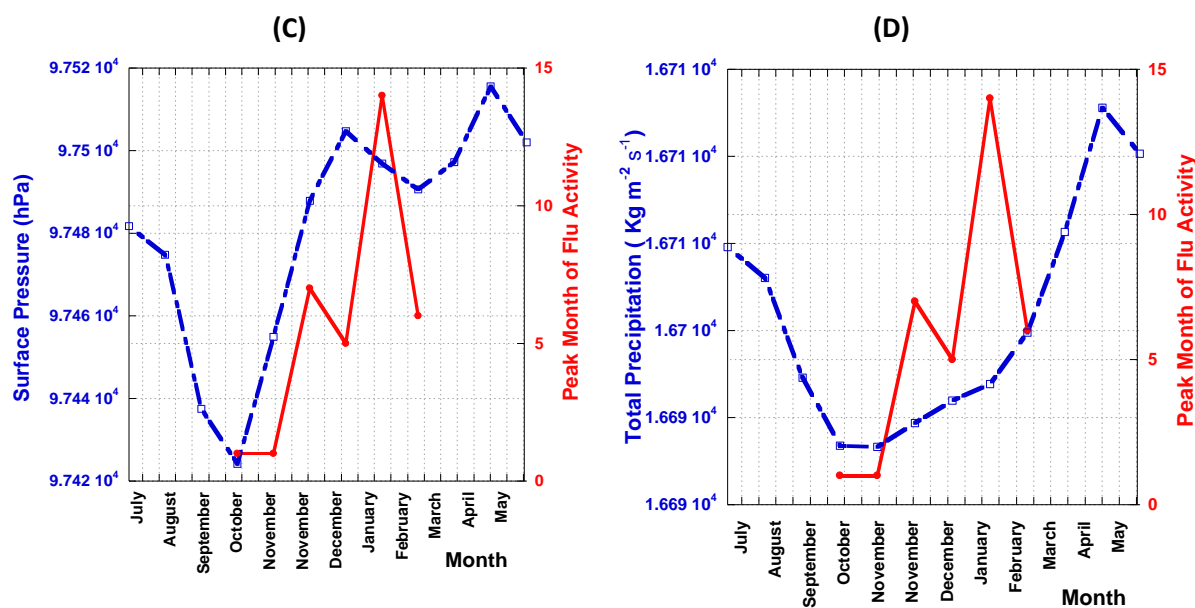 (C)
Surface Pressure (hPa)
9.752 10⁴
9.75 10⁴
9.748 10⁴
9.746 10⁴
9.744 10⁴
9.742 10⁴
15
10
5
0
Peak Month of Flu Activity
July
August
September
October
November
November
December
January
February
March
April
May
Month
(D)
Total Precipitation ( Kg m⁻² s⁻¹)
1.671 10⁴
1.671 10⁴
1.671 10⁴
1.67 10⁴
1.669 10⁴
1.669 10⁴
15
10
5
0
Peak Month of Flu Activity
July
August
September
October
November
November
December
January
February
March
April
May
Month